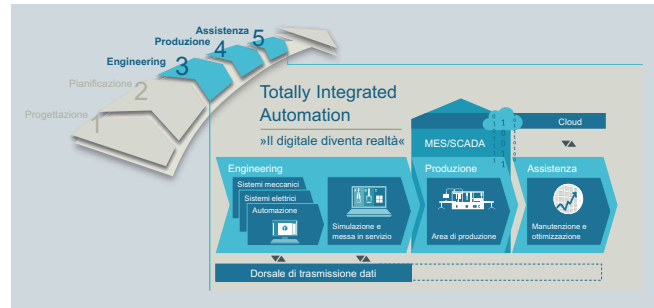 Assistenza 5
Produzione 4
Engineering 3
Pianificazione 2
Progettazione 1
Totally Integrated
Automation
»Il digitale diventa realtà«
MES/SCADA
Cloud
Engineering
Produzione
Assistenza
Sistemi meccanici
Sistemi elettrici
Automazione
Simulazione e
messa in servizio
Area di produzione
Manutenzione e
ottimizzazione
Dorsale di trasmissione dati